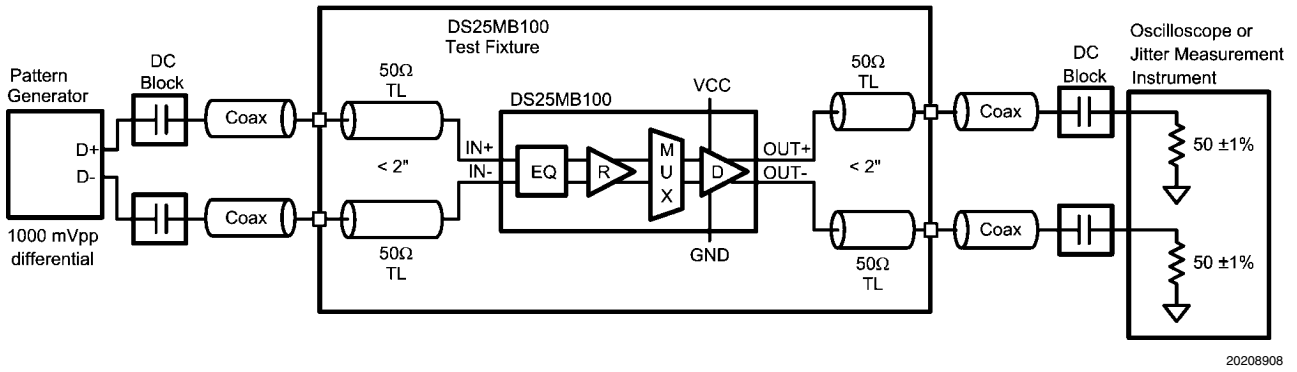 Pattern
Generator
D+
D-
1000 mVpp
differential
DC
Block
Coax
Coax
DS25MB100
Test Fixture
50Ω
TL
< 2"
50Ω
TL
DS25MB100
IN+
IN-
EQ
R
M
U
X
D
VCC
GND
OUT+
OUT-
50Ω
TL
< 2"
50Ω
TL
Coax
Coax
DC
Block
Oscilloscope or
Jitter Measurement
Instrument
50 ±1%
50 ±1%
20208908